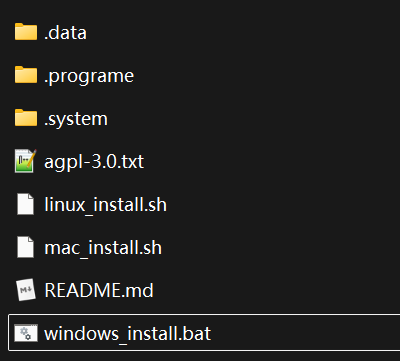 .data
.programe
.system
agpl-3.0.txt
linux_install.sh
mac_install.sh
README.md
windows_install.bat